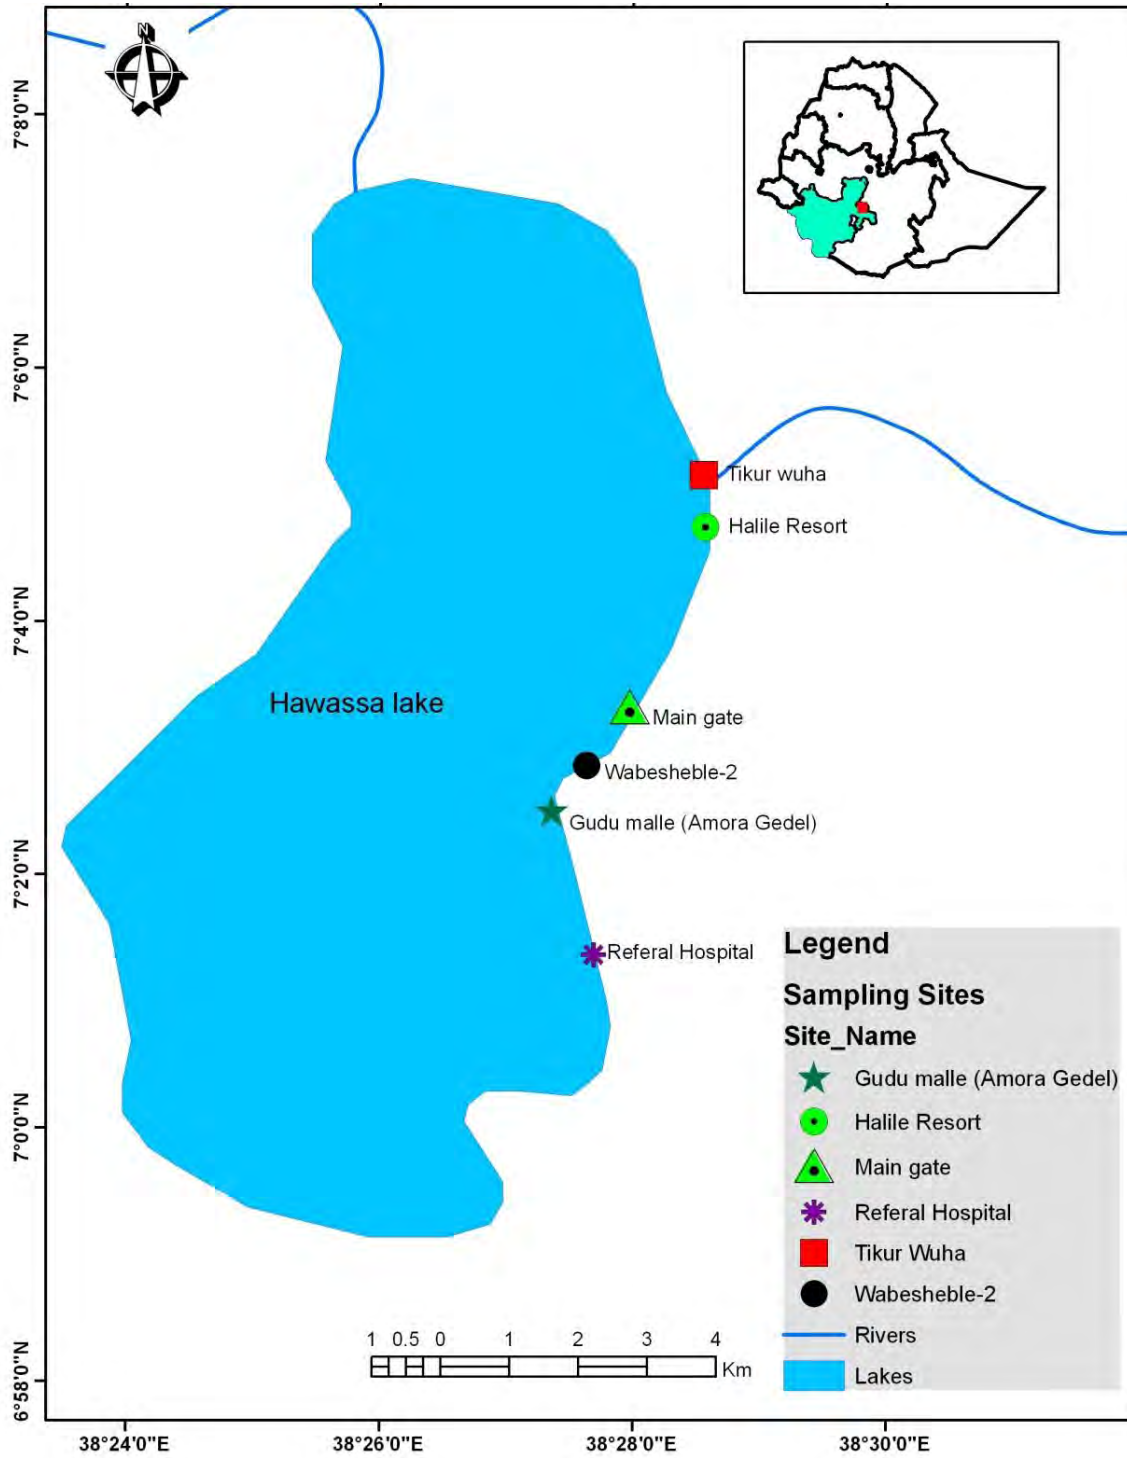 N
7°8'0"N
7°6'0"N
7°4'0"N
7°2'0"N
7°0'0"N
6°58'0"N
Tikur wuha
Halile Resort
Hawassa lake
Main gate
Wabesheble-2
Gudu malle (Amora Gedel)
Referal Hospital
Legend
Sampling Sites
Site_Name
Gudu malle (Amora Gedel)
Halile Resort
Main gate
Referal Hospital
Tikur Wuha
Wabesheble-2
Rivers
Lakes
1 0.5 0 1 2 3 4
Km
38°24'0"E 38°26'0"E 38°28'0"E 38°30'0"E